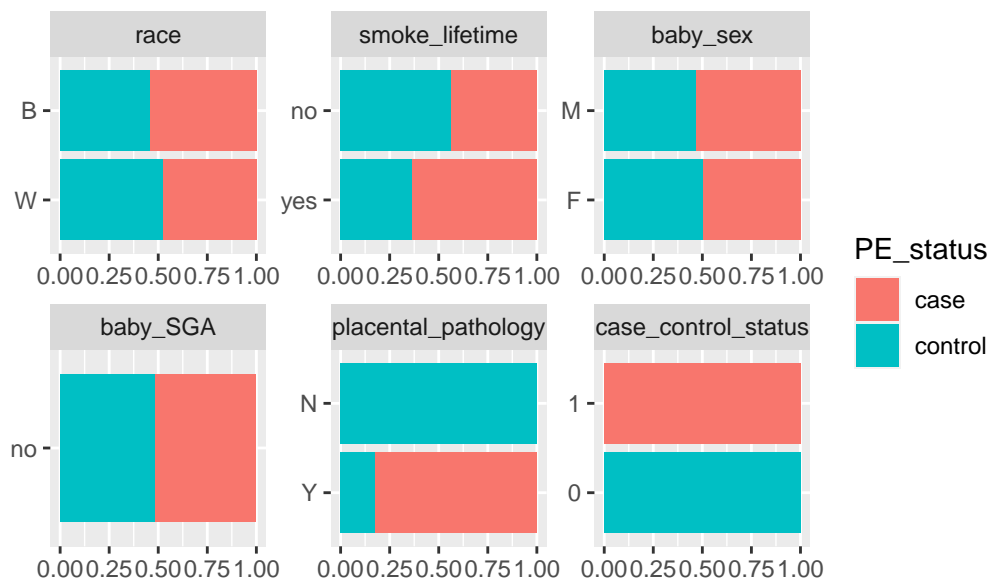 race
smoke_lifetime
baby_sex
B
W
no
yes
M
F
0.00 0.25 0.50 0.75 1.00
0.00 0.25 0.50 0.75 1.00
0.00 0.25 0.50 0.75 1.00
baby_SGA
placental_pathology
case_control_status
no
N
Y
1
0
0.00 0.25 0.50 0.75 1.00
0.00 0.25 0.50 0.75 1.00
0.00 0.25 0.50 0.75 1.00
PE_status
case
control